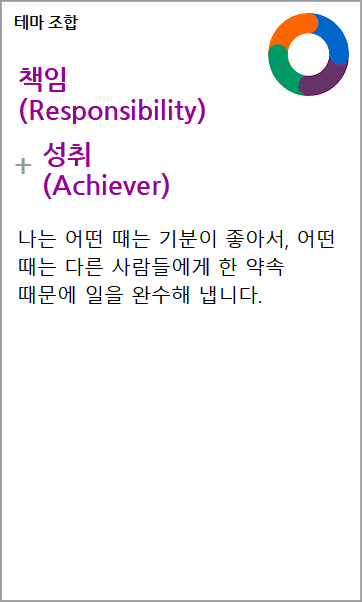 테마 조합
책임
(Responsibility)
+ 성취
(Achiever)
나는 어떤 때는 기분이 좋아서, 어떤
때는 다른 사람들에게 한 약속
때문에 일을 완수해 냅니다.